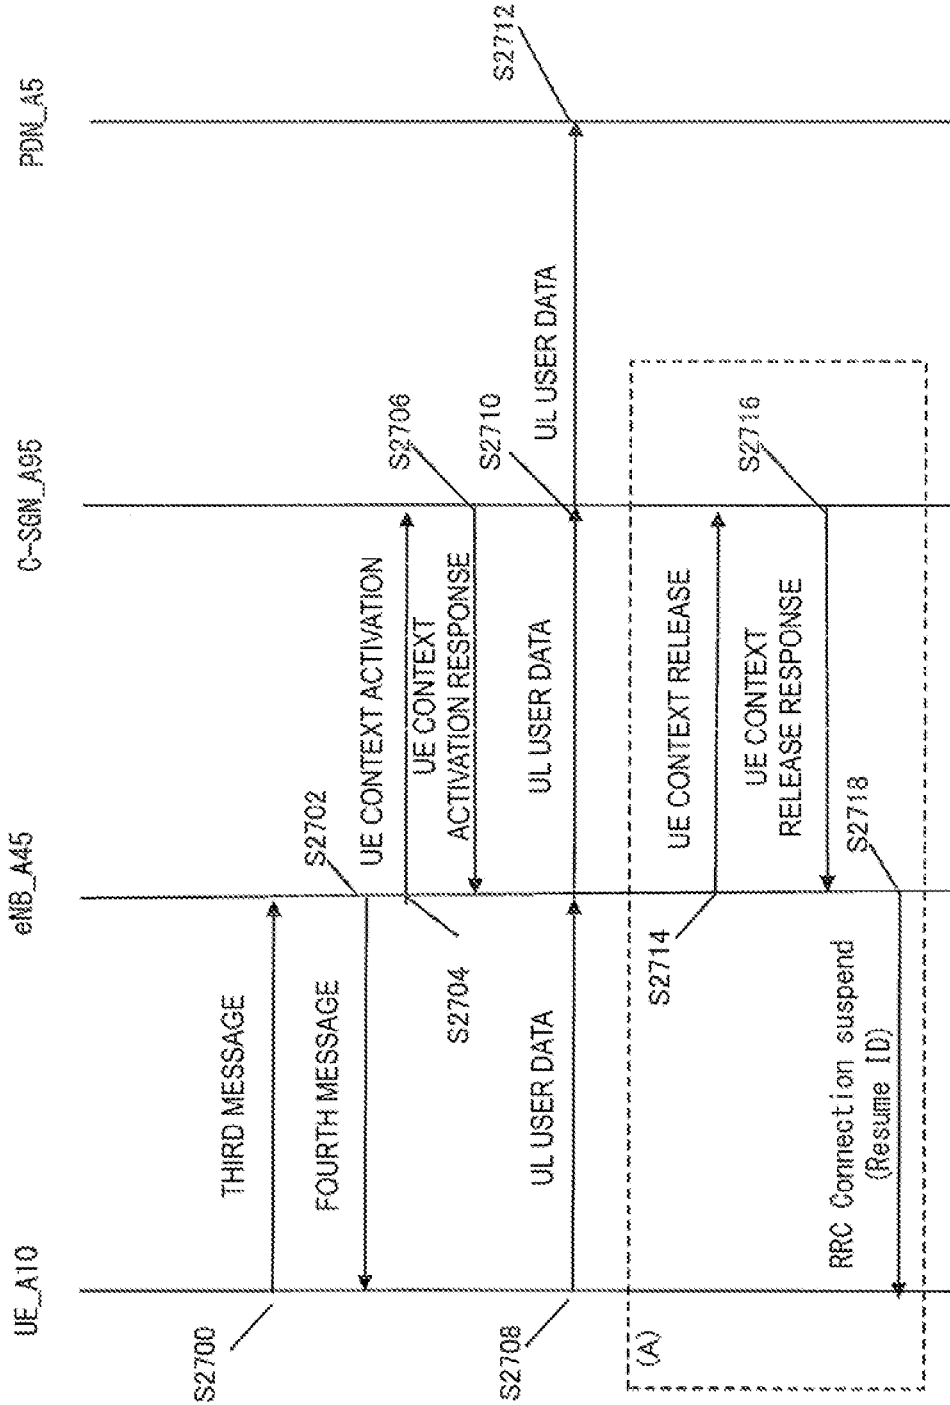 UE_A10
eNB_A45
C-SGN_A95
PDN_A5
S2700
THIRD MESSAGE
S2702
FOURTH MESSAGE
S2704
UE CONTEXT ACTIVATION
S2706
UE CONTEXT
ACTIVATION RESPONSE
S2708
UL USER DATA
UL USER DATA
S2710
UL USER DATA
S2712
(A)
S2714
UE CONTEXT RELEASE
S2716
UE CONTEXT
RELEASE RESPONSE
S2718
RRC Connection suspend
(Resume ID)